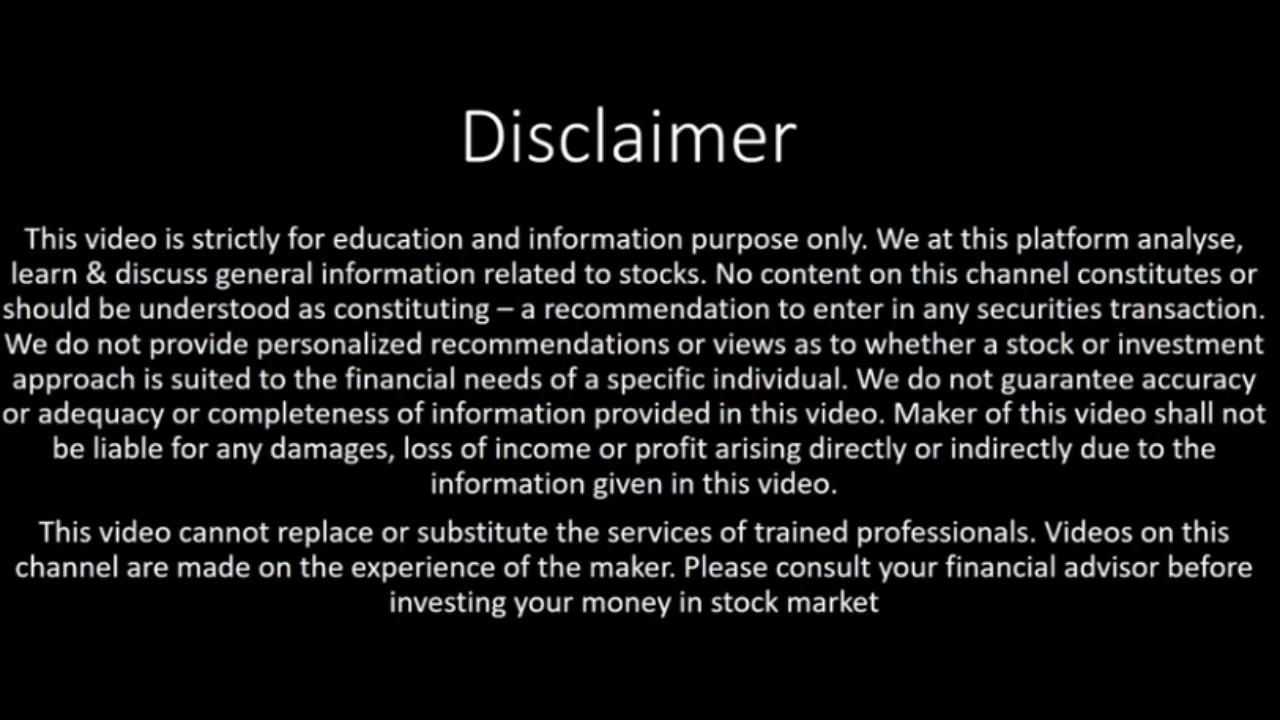 Disclaimer
This video is strictly for education and information purpose only. We at this platform analyse,
learn & discuss general information related to stocks. No content on this channel constitutes or
should be understood as constituting – a recommendation to enter in any securities transaction.
We do not provide personalized recommendations or views as to whether a stock or investment
approach is suited to the financial needs of a specific individual. We do not guarantee accuracy
or adequacy or completeness of information provided in this video. Maker of this video shall not
be liable for any damages, loss of income or profit arising directly or indirectly due to the
information given in this video.
This video cannot replace or substitute the services of trained professionals. Videos on this
channel are made on the experience of the maker. Please consult your financial advisor before
investing your money in stock market